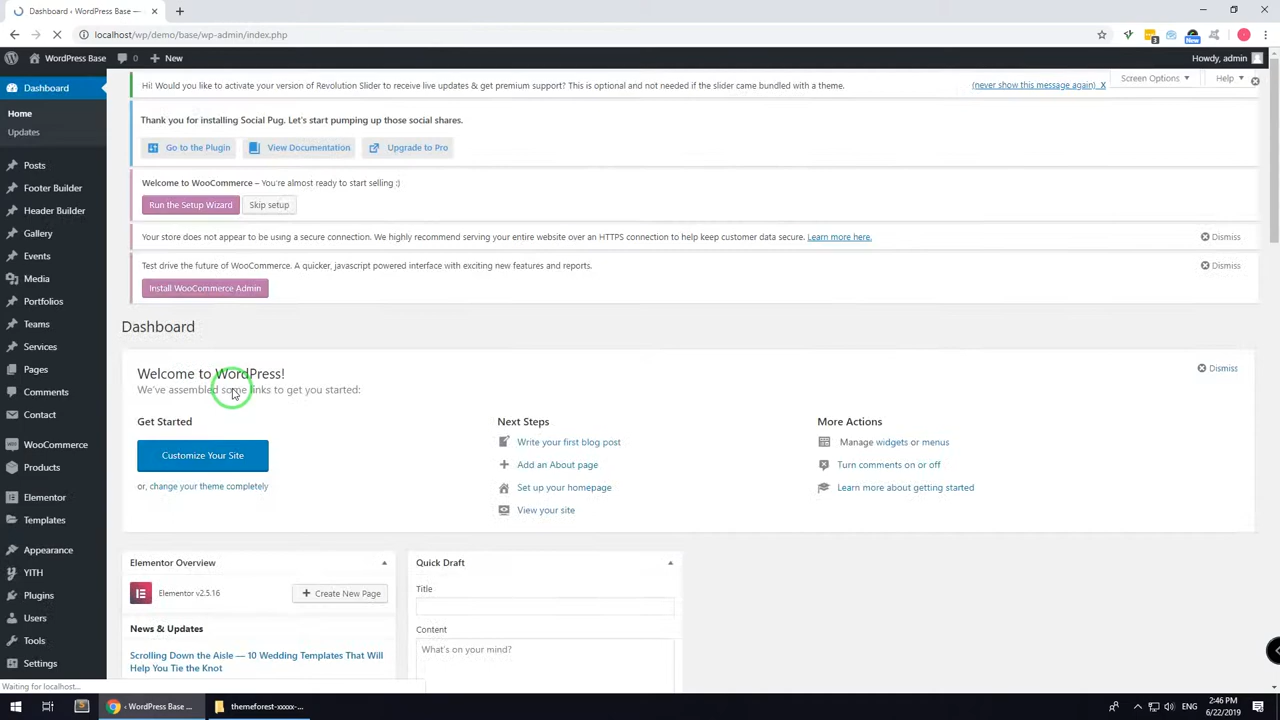 Dashboard ‹ WordPress Base —
localhost/wp/demo/base/wp-admin/index.php
3
New
WordPress Base
0
New
Howdy, admin
Dashboard
Home
Updates
Posts
Footer Builder
Header Builder
Gallery
Events
Media
Portfolios
Teams
Services
Pages
Comments
Contact
WooCommerce
Products
Elementor
Templates
Appearance
YITH
Plugins
Users
Tools
Settings
Screen Options
Help
Hi! Would you like to activate your version of Revolution Slider to receive live updates & get premium support? This is optional and not needed if the slider came bundled with a theme.
(never show this message again) X
Thank you for installing Social Pug. Let's start pumping up those social shares.
Go to the Plugin
View Documentation
Upgrade to Pro
Welcome to WooCommerce – You're almost ready to start selling :)
Run the Setup Wizard
Skip setup
Your store does not appear to be using a secure connection. We highly recommend serving your entire website over an HTTPS connection to help keep customer data secure. Learn more here.
Dismiss
Test drive the future of WooCommerce. A quicker, javascript powered interface with exciting new features and reports.
Dismiss
Install WooCommerce Admin
Dashboard
Welcome to WordPress!
We've assembled some links to get you started:
Dismiss
Get Started
Customize Your Site
or, change your theme completely
Next Steps
Write your first blog post
Add an About page
Set up your homepage
View your site
More Actions
Manage widgets or menus
Turn comments on or off
Learn more about getting started
Elementor Overview
Elementor v2.5.16
Create New Page
News & Updates
Scrolling Down the Aisle — 10 Wedding Templates That Will
Help You Tie the Knot
Quick Draft
Title
Content
What's on your mind?
Waiting for localhost...
‹ WordPress Base ...
themeforest-xxxxx-...
ENG
2:46 PM
6/22/2019